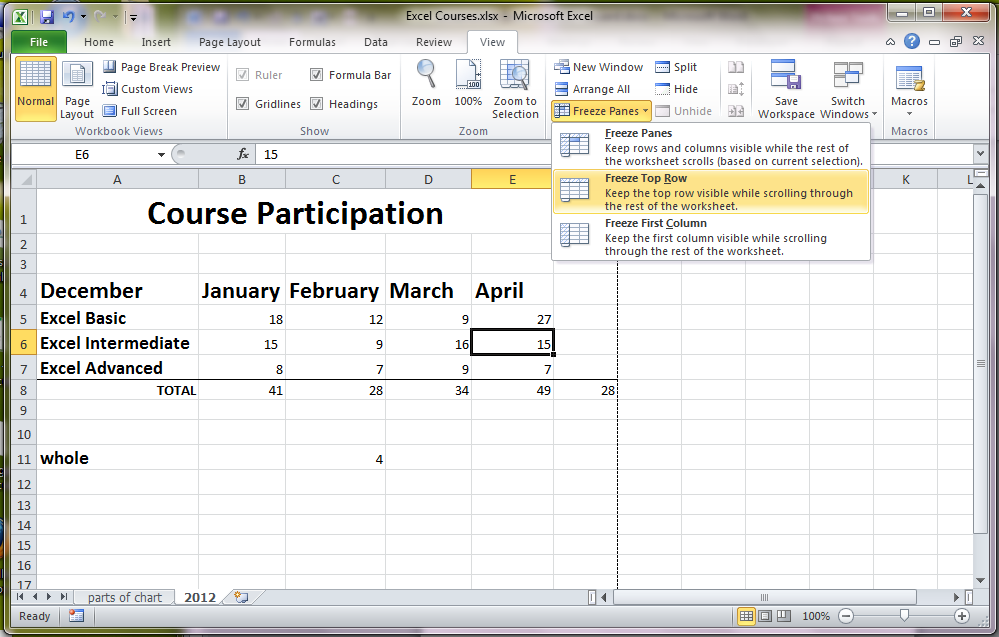 Excel Courses.xlsx - Microsoft Excel
File Home Insert Page Layout Formulas Data Review View
Normal
Page Layout
Page Break Preview
Custom Views
Full Screen
Workbook Views
Ruler
Formula Bar
Gridlines
Headings
Show
Zoom
100%
Zoom to Selection
Zoom
New Window
Arrange All
Freeze Panes
Split
Hide
Unhide
Save Workspace
Switch Windows
Macros
Macros
Freeze Panes
Keep rows and columns visible while the rest of
the worksheet scrolls (based on current selection).
Freeze Top Row
Keep the top row visible while scrolling through
the rest of the worksheet.
Freeze First Column
Keep the first column visible while scrolling
through the rest of the worksheet.
E6 fx 15
A B C D E K L
1 Course Participation
2
3
4 December January February March April
5 Excel Basic 18 12 9 27
6 Excel Intermediate 15 9 16 15
7 Excel Advanced 8 7 9 7
8 TOTAL 41 28 34 49 28
9
10
11 whole 4
12
13
14
15
16
17
parts of chart 2012
Ready 100%